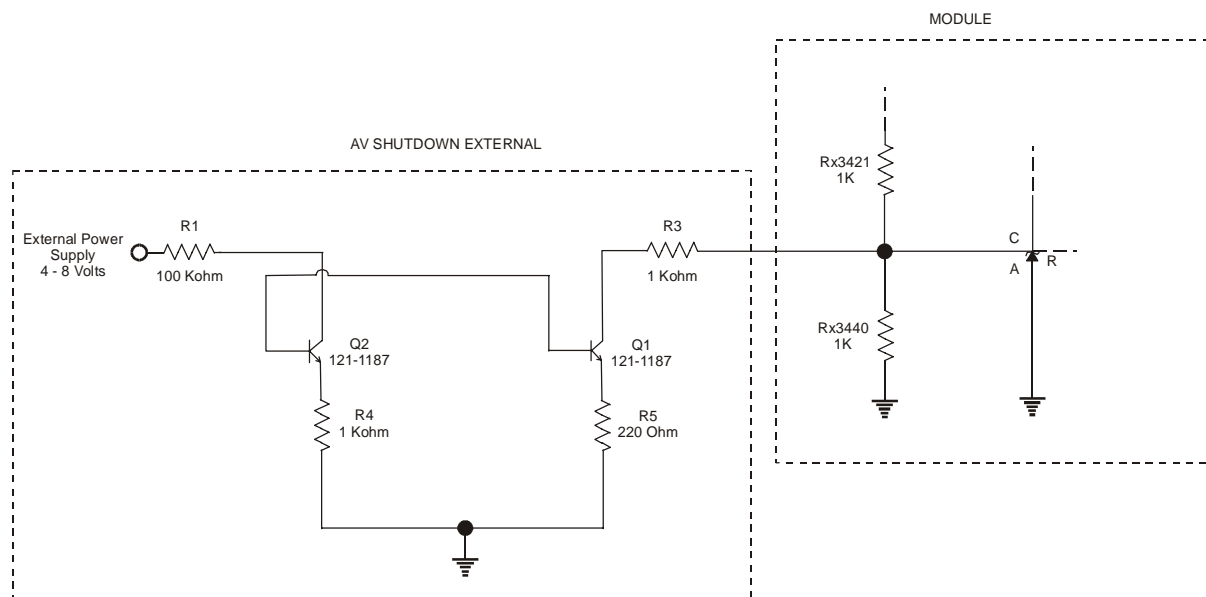 MODULE
AV SHUTDOWN EXTERNAL
Rx3421
1K
External Power
Supply
4 - 8 Volts
R1
100 Kohm
R3
1 Kohm
C
A
R
Rx3440
1K
Q2
121-1187
Q1
121-1187
R4
1 Kohm
R5
220 Ohm